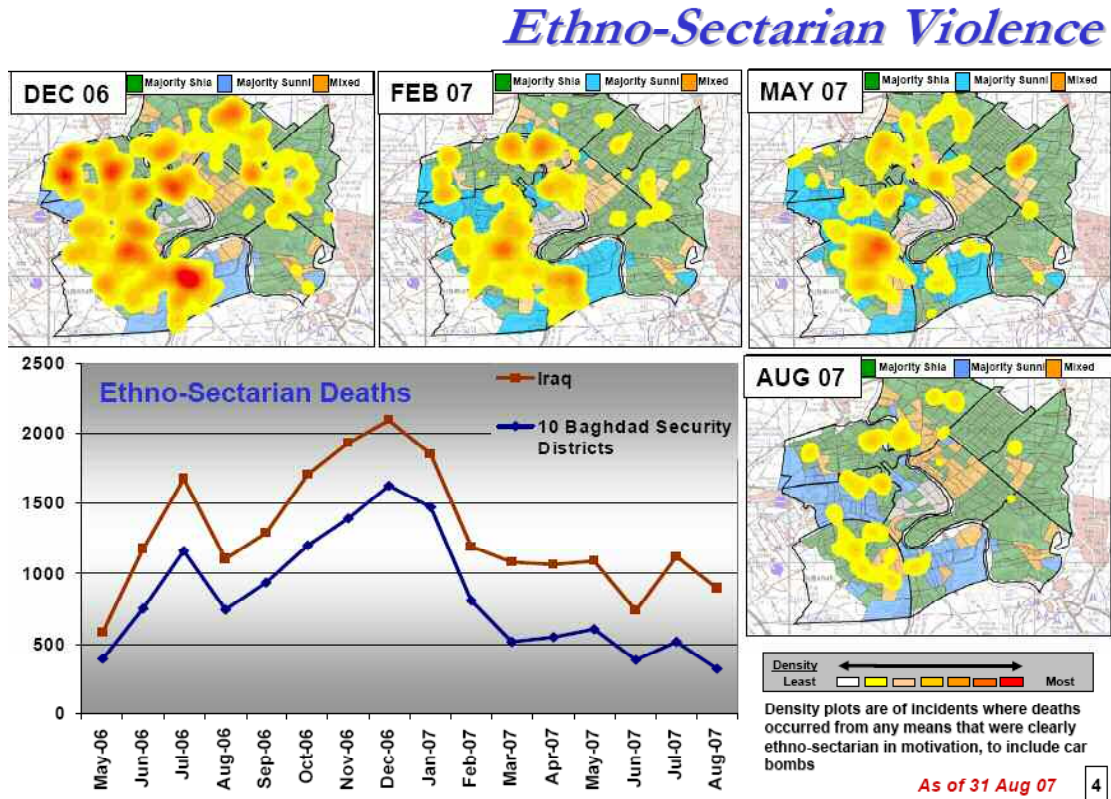 Ethno-Sectarian Violence
DEC 06
Majority Shia
Majority Sunni
Mixed
FEB 07
Majority Shia
Majority Sunni
Mixed
MAY 07
Majority Shia
Majority Sunni
Mixed
2500
2000
1500
1000
500
0
Ethno-Sectarian Deaths
Iraq
10 Baghdad Security
Districts
May-06
Jun-06
Jul-06
Aug-06
Sep-06
Oct-06
Nov-06
Dec-06
Jan-07
Feb-07
Mar-07
Apr-07
May-07
Jun-07
Jul-07
Aug-07
AUG 07
Majority Shia
Majority Sunni
Mixed
Density
Least
Most
Density plots are of incidents where deaths
occurred from any means that were clearly
ethno-sectarian in motivation, to include car
bombs
As of 31 Aug 07
4